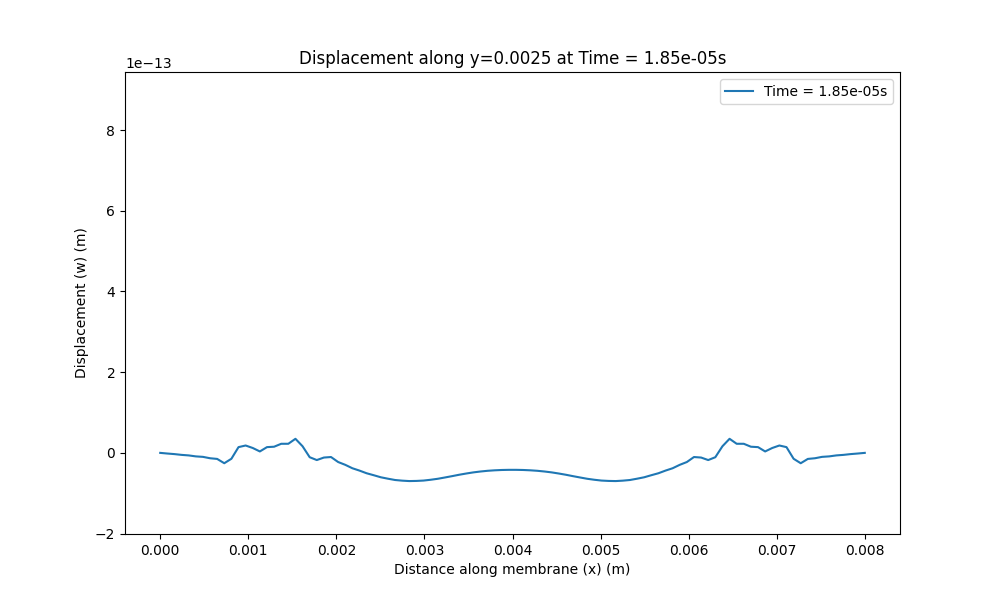 Displacement along y=0.0025 at Time = 1.85e-05s
1e−13
Time = 1.85e-05s
8
6
4
2
0
−2
Displacement (w) (m)
0.000 0.001 0.002 0.003 0.004 0.005 0.006 0.007 0.008
Distance along membrane (x) (m)